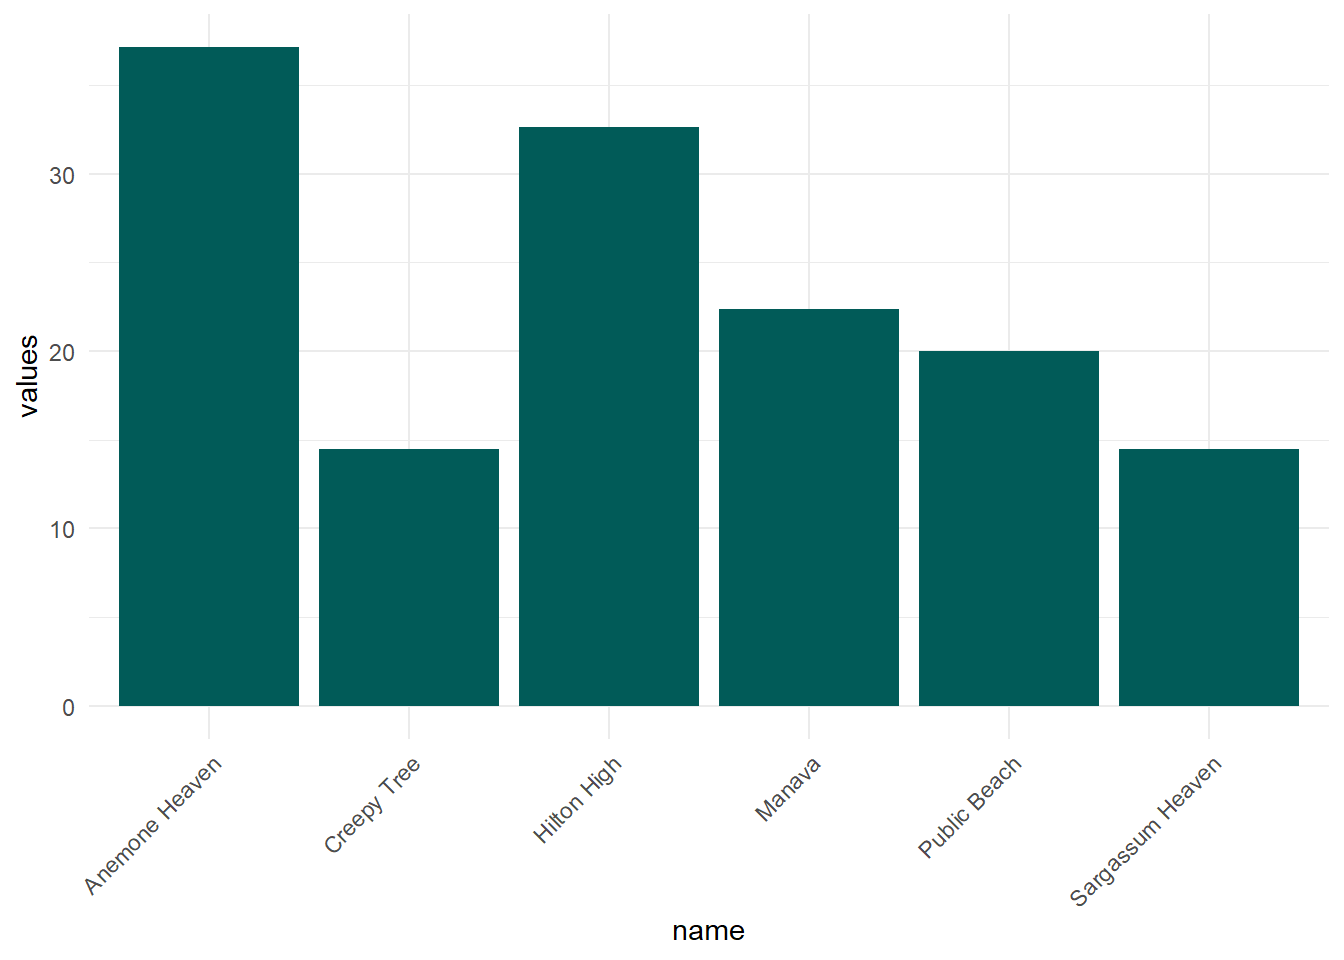 values
30
20
10
0
Anemone Heaven
Creepy Tree
Hilton High
Manava
Public Beach
Sargassum Heaven
name